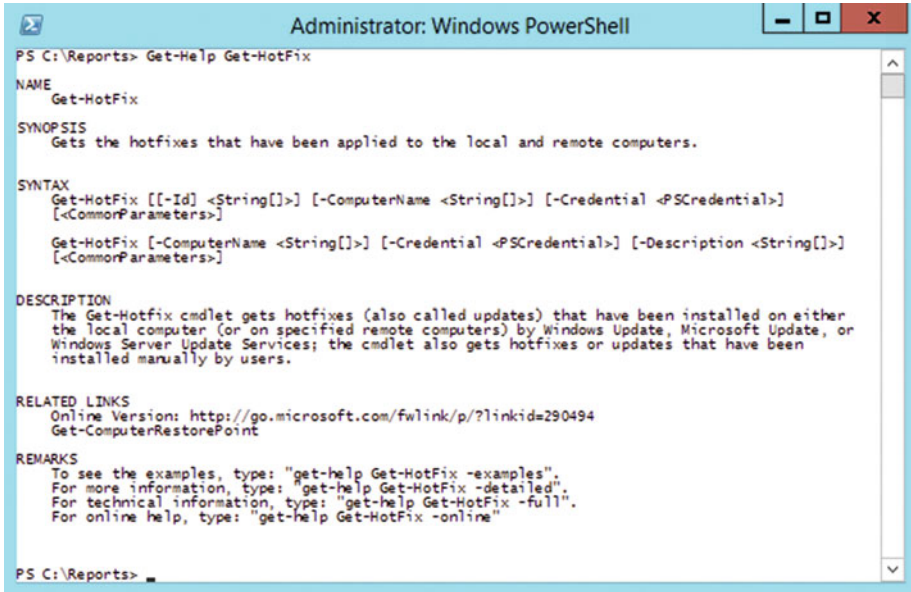 Administrator: Windows PowerShell
PS C:\Reports> Get-Help Get-HotFix
NAME
Get-HotFix
SYNOPSIS
Gets the hotfixes that have been applied to the local and remote computers.
SYNTAX
Get-HotFix [[-Id] <String[]>] [-ComputerName <String[]>] [-Credential <PSCredential>]
[<CommonParameters>]
Get-HotFix [-ComputerName <String[]>] [-Credential <PSCredential>] [-Description <String[]>]
[<CommonParameters>]
DESCRIPTION
The Get-Hotfix cmdlet gets hotfixes (also called updates) that have been installed on either
the local computer (or on specified remote computers) by Windows Update, Microsoft Update, or
Windows Server Update Services; the cmdlet also gets hotfixes or updates that have been
installed manually by users.
RELATED LINKS
Online Version: http://go.microsoft.com/fwlink/p/?linkid=290494
Get-ComputerRestorePoint
REMARKS
To see the examples, type: "get-help Get-HotFix -examples".
For more information, type: "get-help Get-HotFix -detailed".
For technical information, type: "get-help Get-HotFix -full".
For online help, type: "get-help Get-HotFix -online"
PS C:\Reports> _